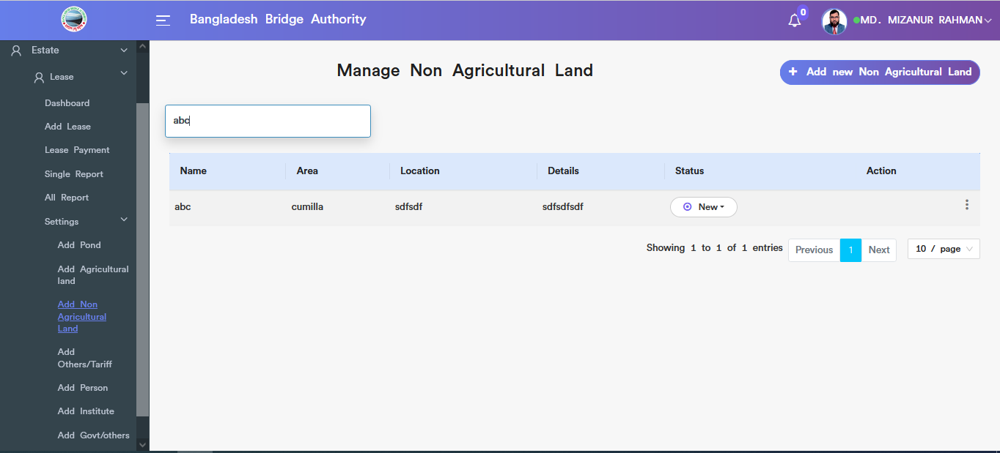 Bangladesh Bridge Authority
0
MD. MIZANUR RAHMAN
Estate
Lease
Dashboard
Add Lease
Lease Payment
Single Report
All Report
Settings
Add Pond
Add Agricultural
land
Add Non
Agricultural
Land
Add
Others/Tariff
Add Person
Add Institute
Add Govt/others
Manage Non Agricultural Land
+ Add new Non Agricultural Land
abc
Name Area Location Details Status Action
abc cumilla sdfsdf sdfsdfsdf New
Showing 1 to 1 of 1 entries Previous 1 Next 10 / page